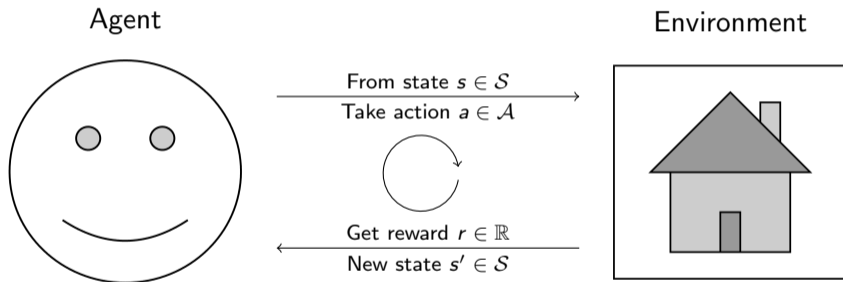 Agent
Environment
From state s ∈ 𝒮
Take action a ∈ 𝒜
Get reward r ∈ ℝ
New state s′ ∈ 𝒮